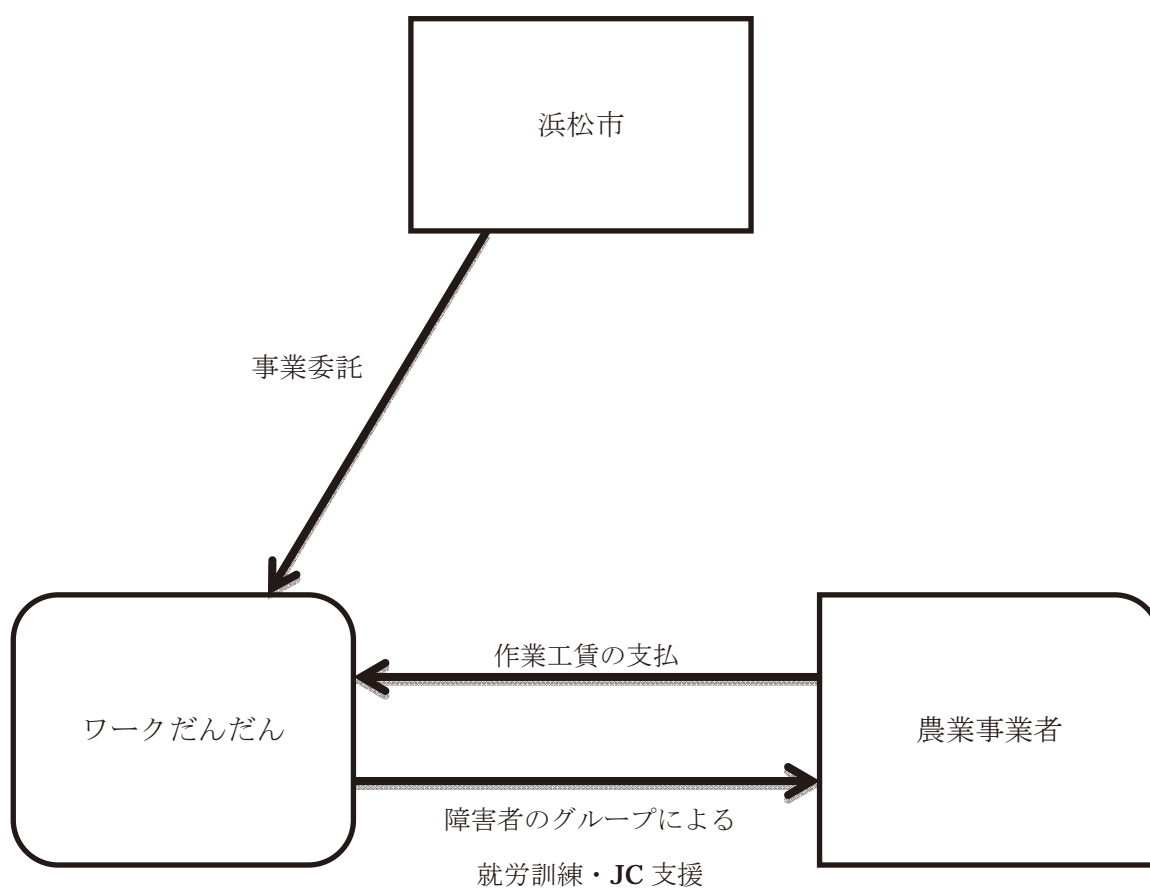 浜松市
事業委託
作業工賃の支払
ワークだんだん
農業事業者
障害者のグループによる
就労訓練・JC 支援